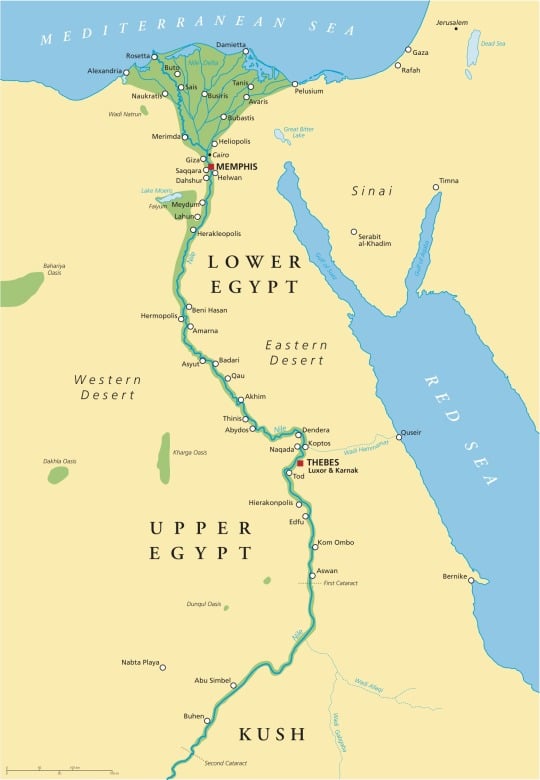 MEDITERRANEAN SEA
Jerusalem
Dead Sea
Damietta
Rosetta
Gaza
Rafah
Nile Delta
Buto
Alexandria
Sais
Tanis
Pelusium
Naukratis
Busiris
Avaris
Wadi Natrun
Bubastis
Great Bitter
Lake
Merimda
Heliopolis
Cairo
Giza
MEMPHIS
Saqqara
Helwan
Dahshur
Timna
Lake Moeris
Sinai
Meydum
Faiyum
Lahun
Herakleopolis
Serabit
al-Khadim
Gulf of Suez
Gulf of Aqaba
Nile
LOWER
EGYPT
Bahariya
Oasis
Beni Hasan
Hermopolis
Amarna
Eastern
Desert
Asyut
Badari
Western
Desert
Qau
RED SEA
Akhim
Thinis
Abydos
Nile
Dendera
Quseir
Koptos
Naqada
Wadi Hammamat
Kharga Oasis
Dakhla Oasis
THEBES
Luxor & Karnak
Tod
Hierakonpolis
Edfu
UPPER
EGYPT
Kom Ombo
Aswan
First Cataract
Bernike
Dunqul Oasis
Nile
Nabta Playa
Abu Simbel
Wadi Allaqi
Buhen
Wadi Gabgaba
KUSH
Second Cataract